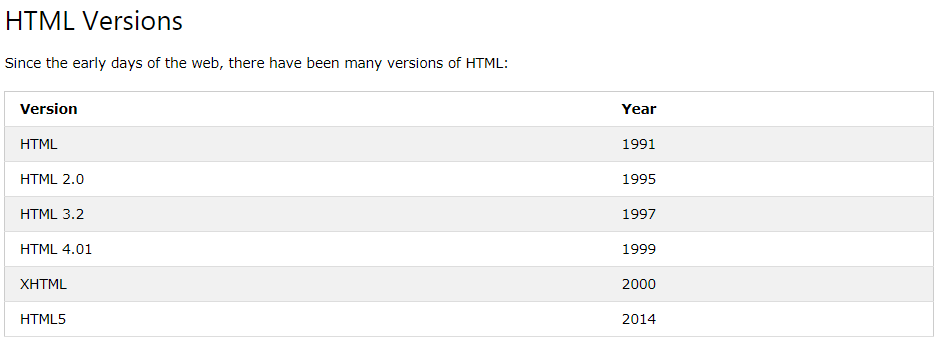 HTML Versions
Since the early days of the web, there have been many versions of HTML:
Version Year
HTML 1991
HTML 2.0 1995
HTML 3.2 1997
HTML 4.01 1999
XHTML 2000
HTML5 2014